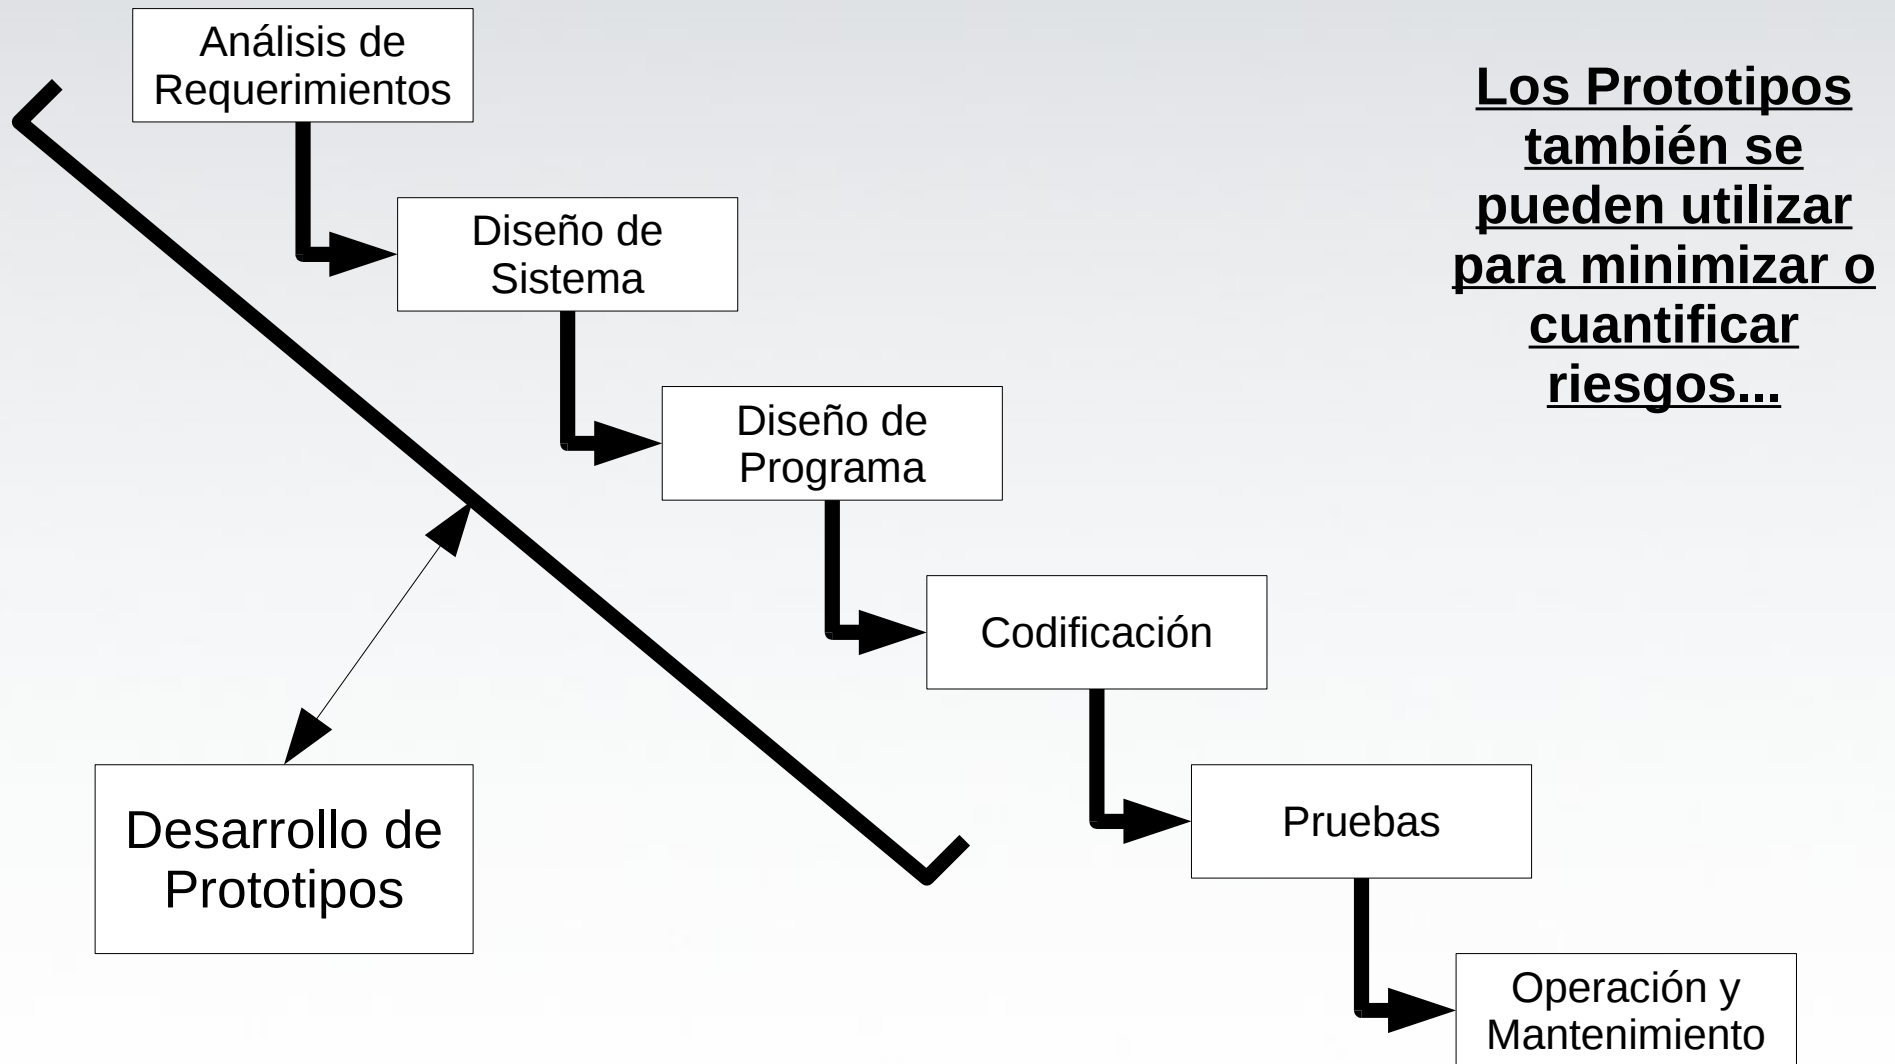 Análisis de
Requerimientos
Los Prototipos
también se
pueden utilizar
para minimizar o
cuantificar
riesgos...
Diseño de
Sistema
Diseño de
Programa
Codificación
Desarrollo de
Prototipos
Pruebas
Operación y
Mantenimiento